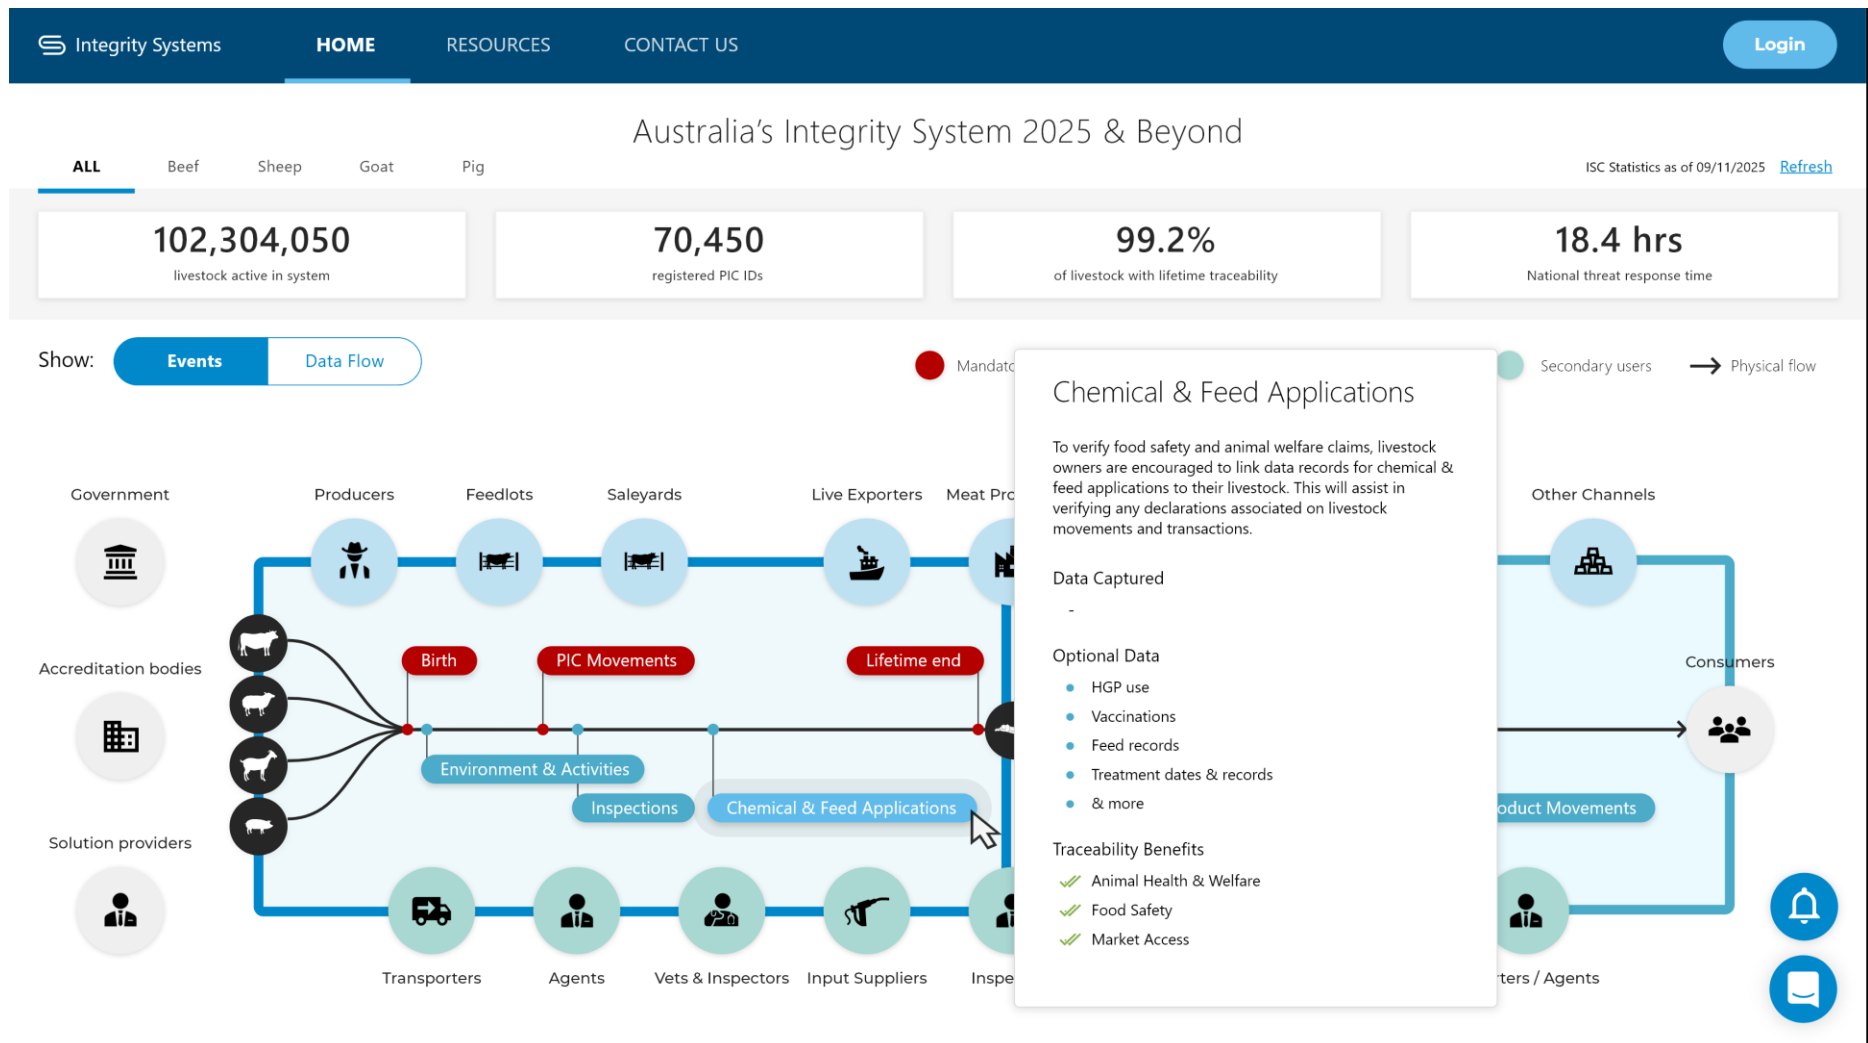 Integrity Systems
HOME
RESOURCES
CONTACT US
Login
Australia's Integrity System 2025 & Beyond
ALL
Beef
Sheep
Goat
Pig
ISC Statistics as of 09/11/2025
Refresh
102,304,050
livestock active in system
70,450
registered PIC IDs
99.2%
of livestock with lifetime traceability
18.4 hrs
National threat response time
Show:
Events
Data Flow
Mandato
Secondary users
Physical flow
Government
Producers
Feedlots
Saleyards
Live Exporters
Meat Pro
Other Channels
Accreditation bodies
Birth
PIC Movements
Lifetime end
Consumers
Environment & Activities
Inspections
Chemical & Feed Applications
oduct Movements
Solution providers
Transporters
Agents
Vets & Inspectors
Input Suppliers
Inspe
rters / Agents
Chemical & Feed Applications
To verify food safety and animal welfare claims, livestock
owners are encouraged to link data records for chemical &
feed applications to their livestock. This will assist in
verifying any declarations associated on livestock
movements and transactions.
Data Captured
-
Optional Data
HGP use
Vaccinations
Feed records
Treatment dates & records
& more
Traceability Benefits
Animal Health & Welfare
Food Safety
Market Access